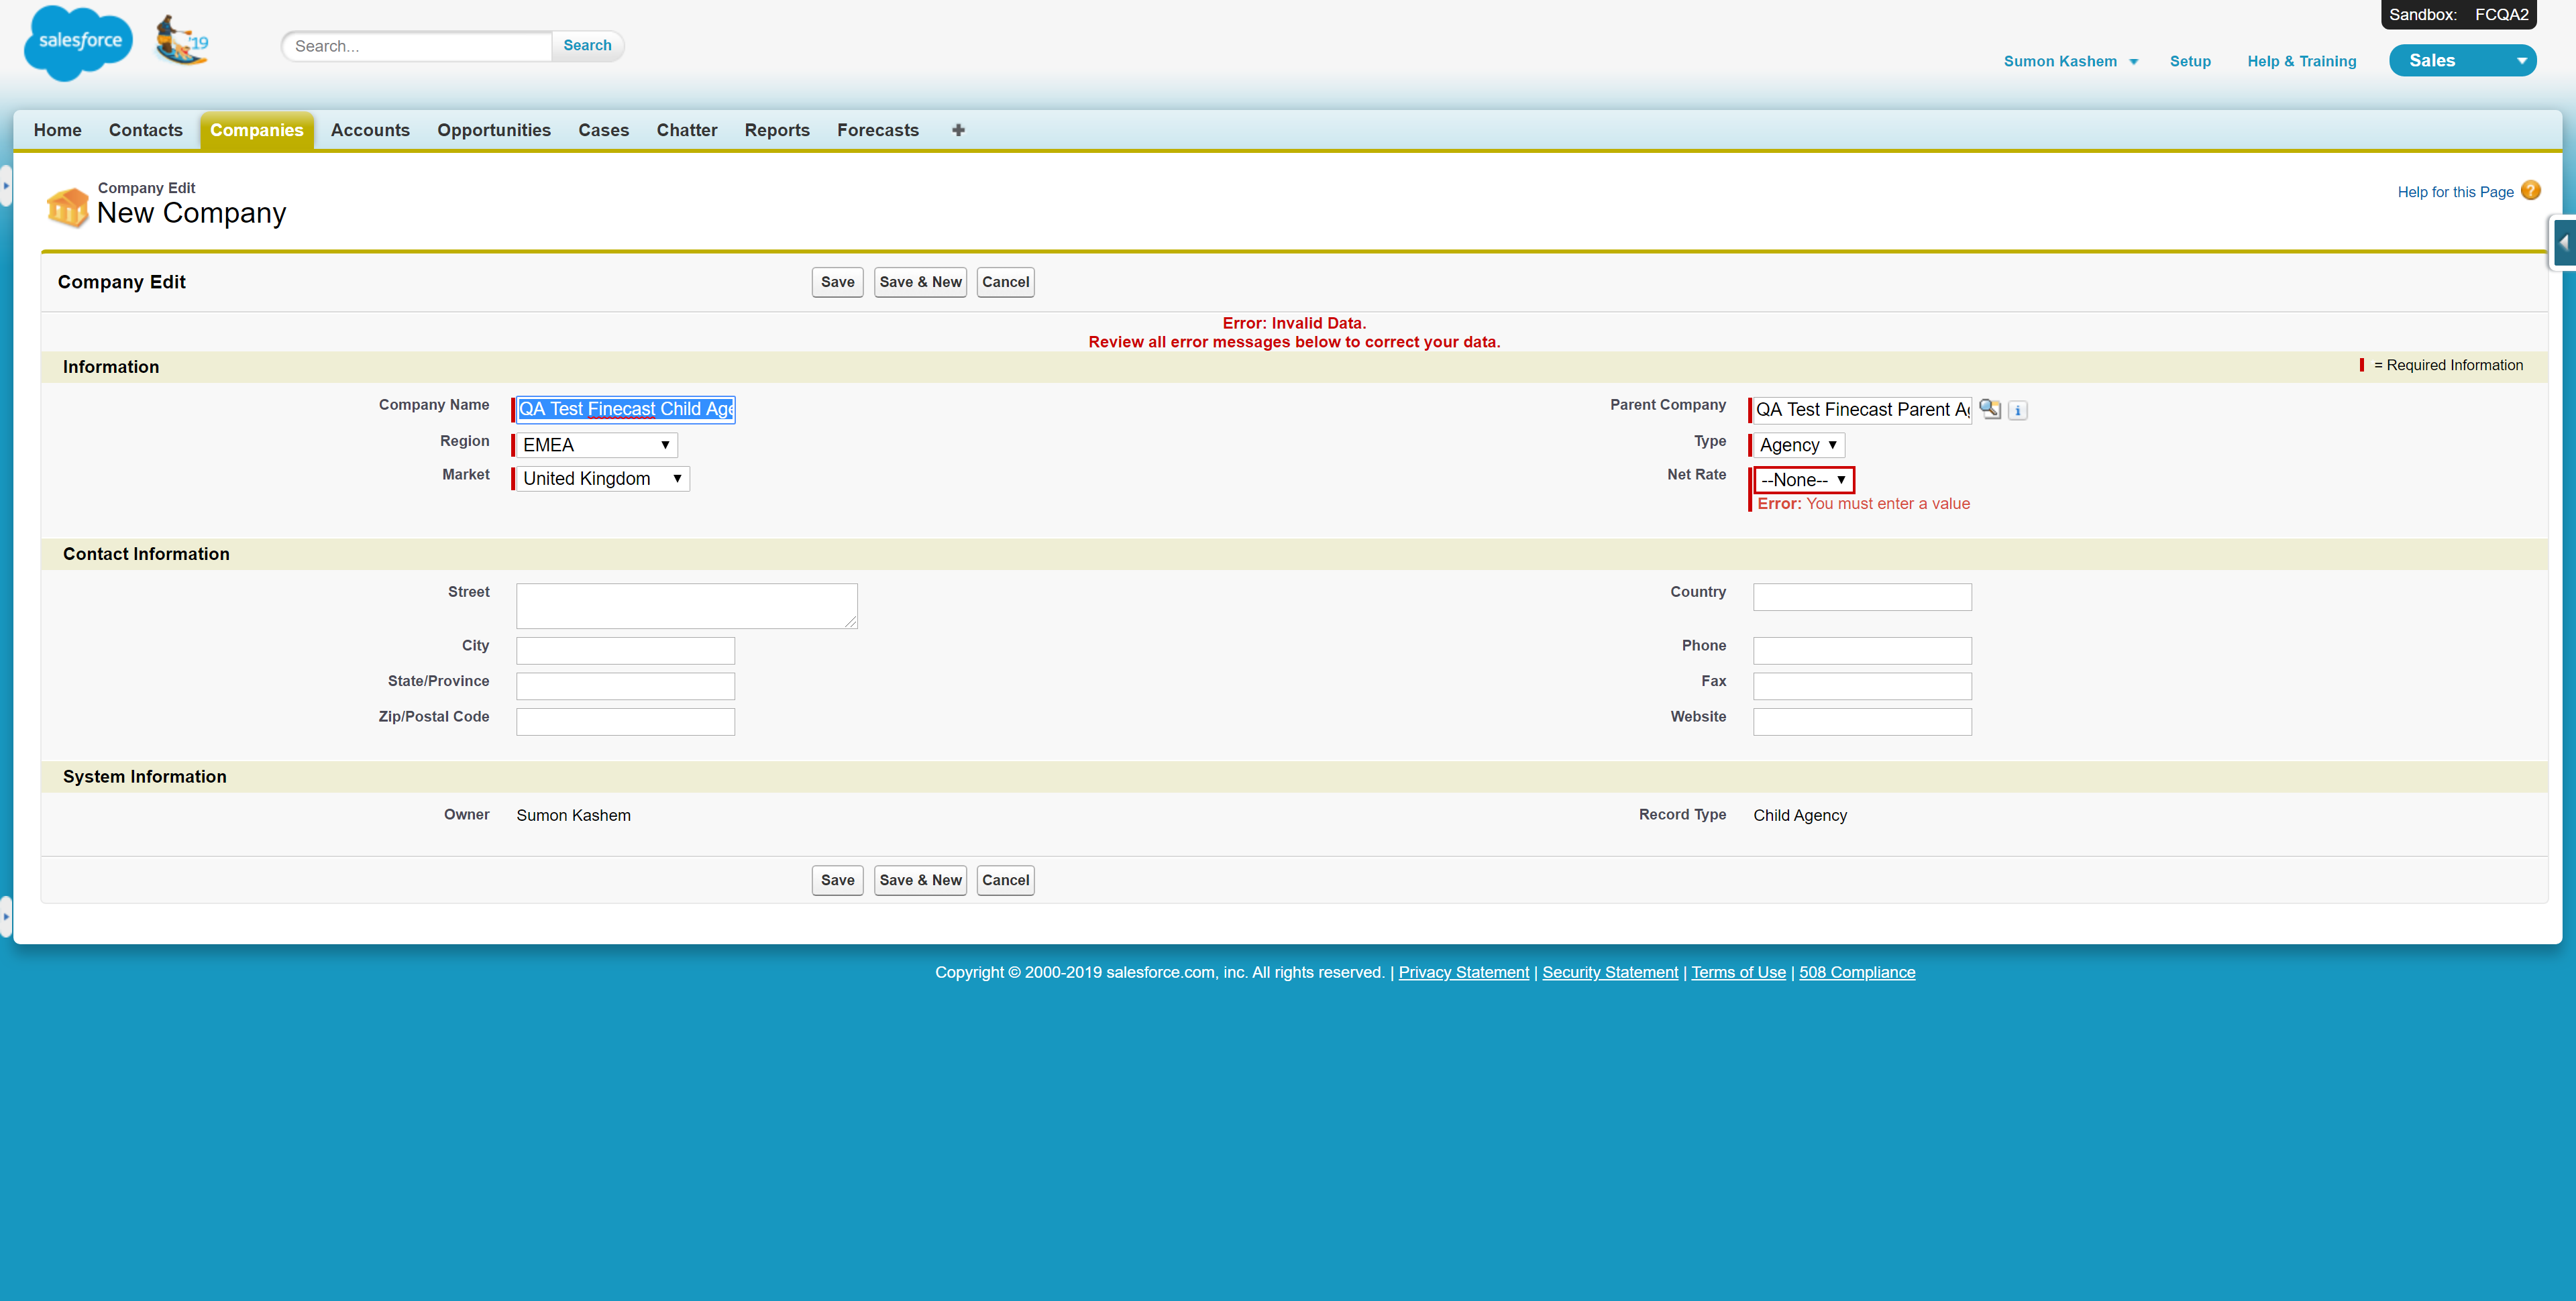 Sandbox: FCQA2
salesforce
'19
Search...
Search
Sumon Kashem
Setup
Help & Training
Sales
Home
Contacts
Companies
Accounts
Opportunities
Cases
Chatter
Reports
Forecasts
Company Edit
New Company
Help for this Page
Company Edit
Save
Save & New
Cancel
Error: Invalid Data.
Review all error messages below to correct your data.
Information
= Required Information
Company Name
QA Test Finecast Child Age
Parent Company
QA Test Finecast Parent Ag
Region
EMEA
Type
Agency
Market
United Kingdom
Net Rate
--None--
Error: You must enter a value
Contact Information
Street
Country
City
Phone
State/Province
Fax
Zip/Postal Code
Website
System Information
Owner
Sumon Kashem
Record Type
Child Agency
Save
Save & New
Cancel
Copyright © 2000-2019 salesforce.com, inc. All rights reserved. | Privacy Statement | Security Statement | Terms of Use | 508 Compliance